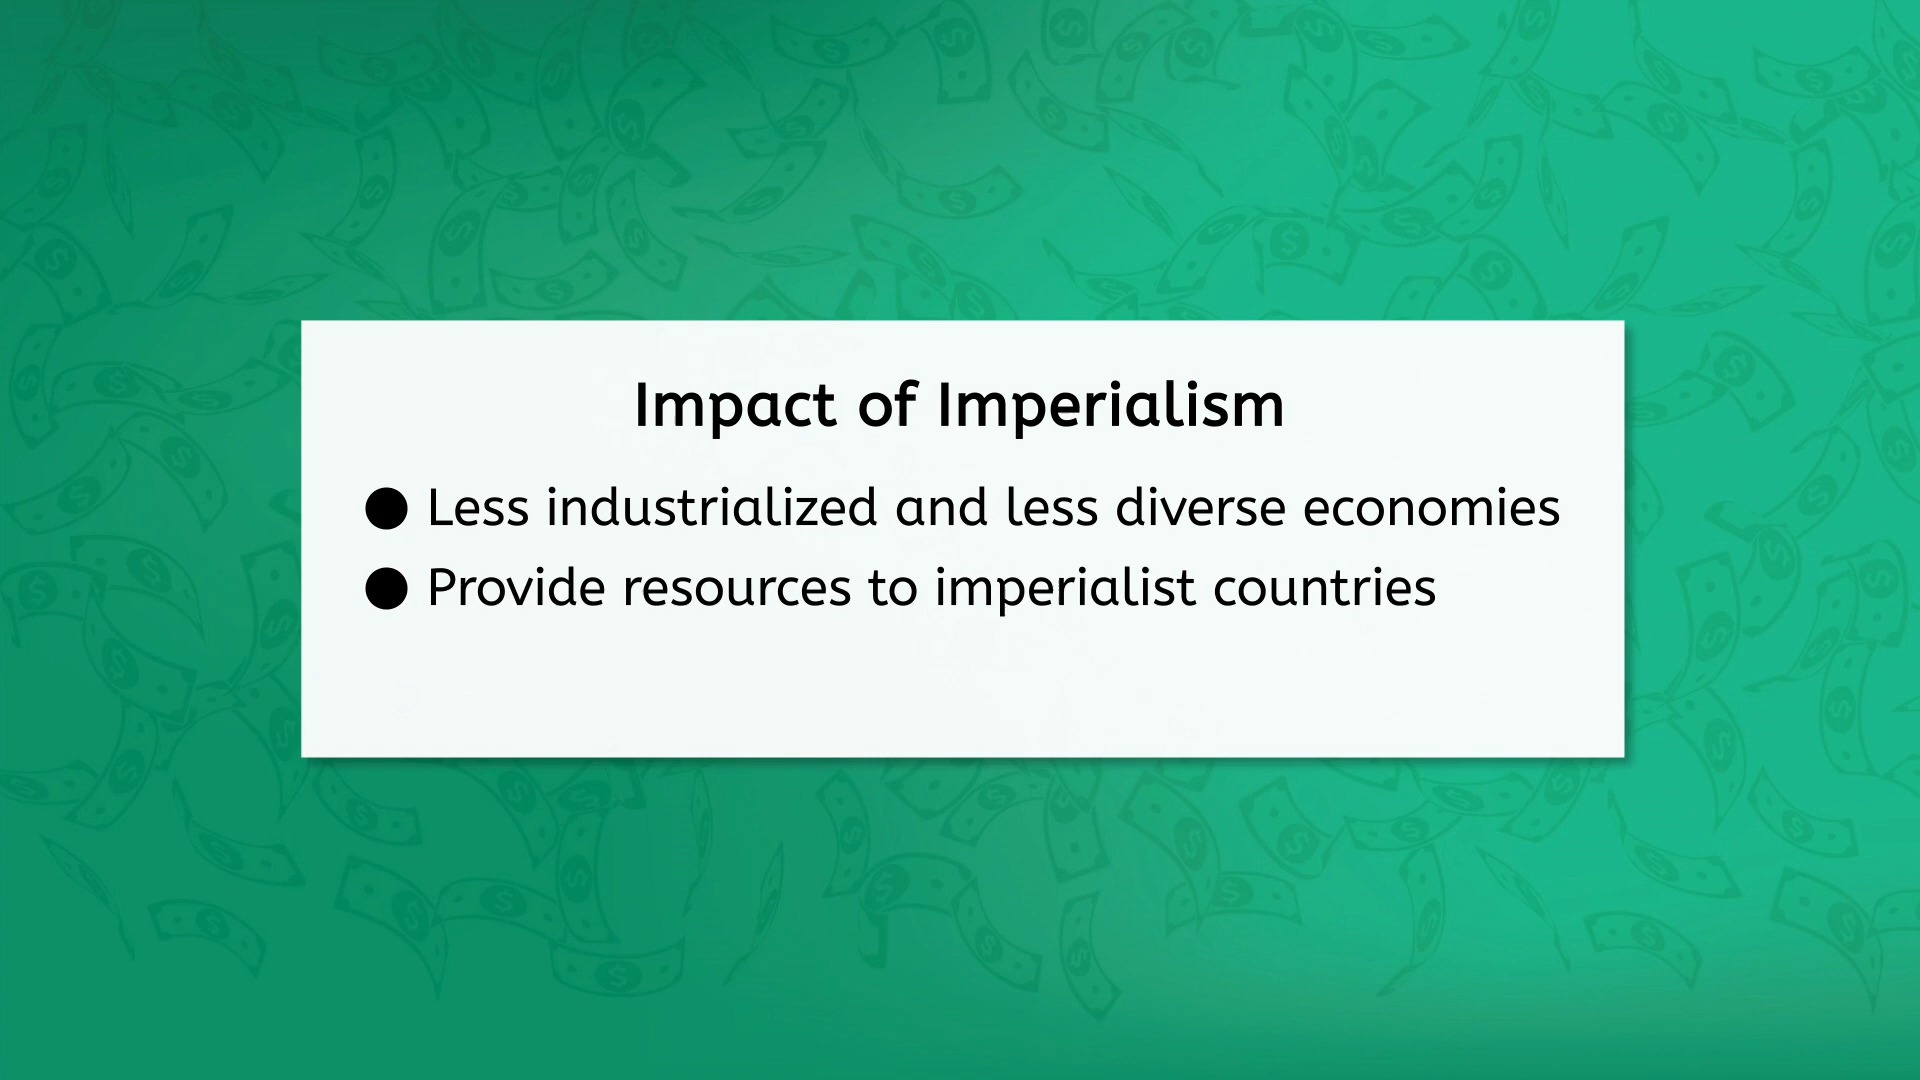 Impact of Imperialism
● Less industrialized and less diverse economies
● Provide resources to imperialist countries